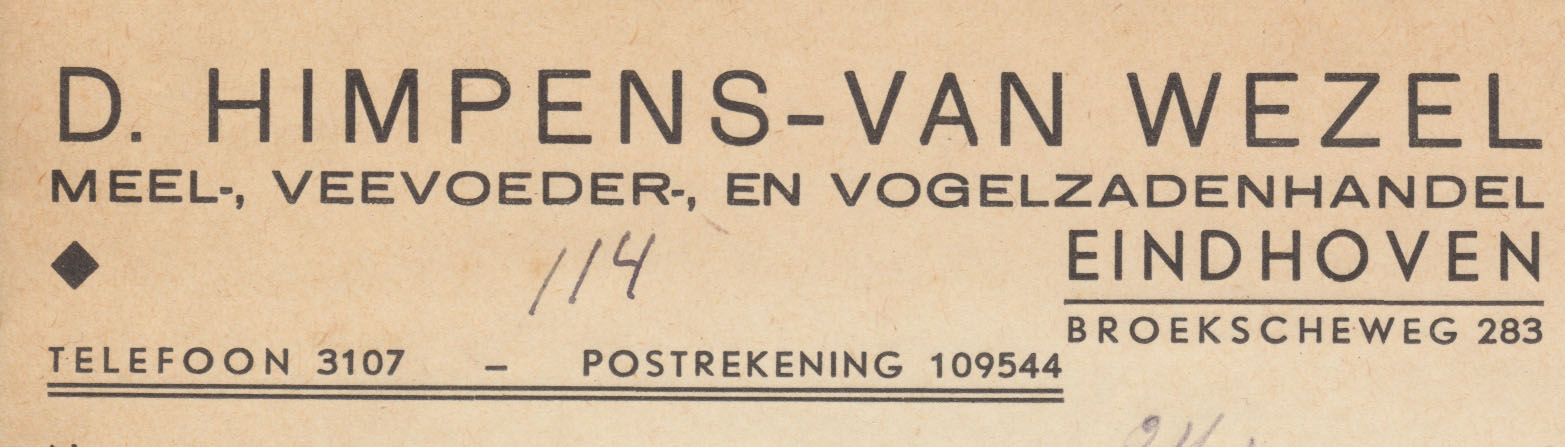 D. HIMPENS-VAN WEZEL
MEEL-, VEEVOEDER-, EN VOGELZADENHANDEL
EINDHOVEN
114
BROEKSCHEWEG 283
TELEFOON 3107 – POSTREKENING 109544